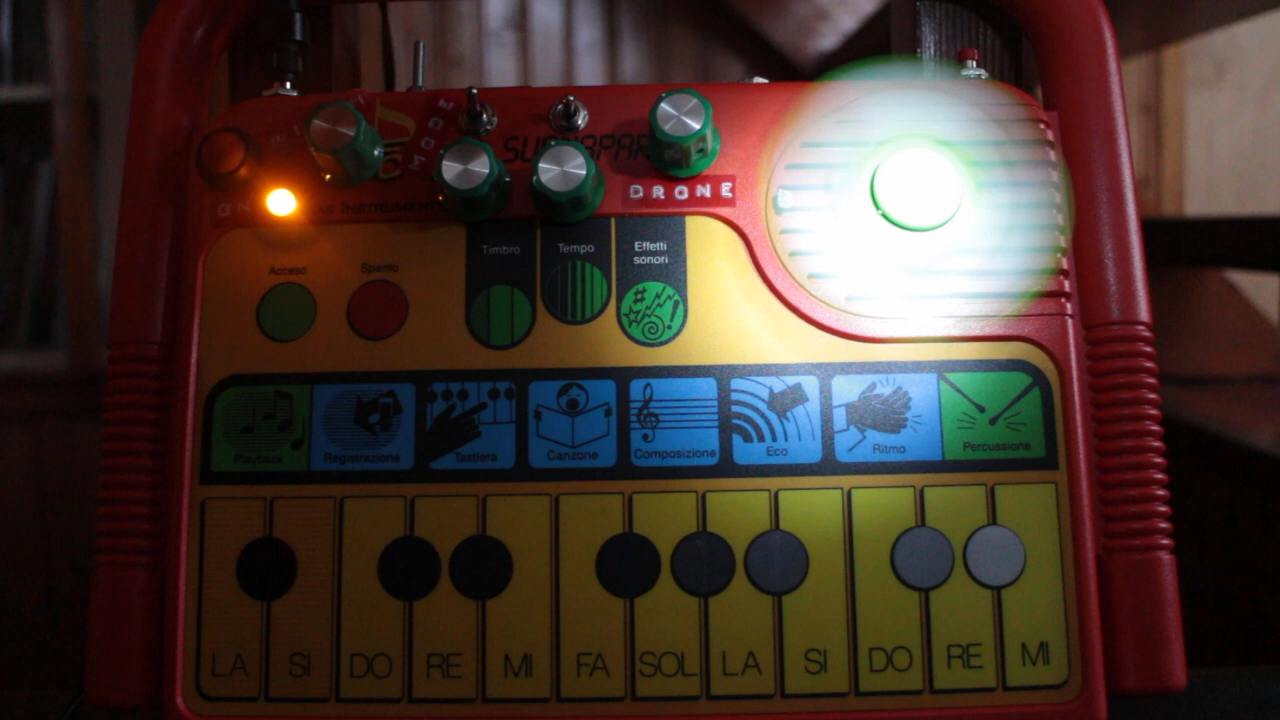 MODE
DRONE
Acceso
Spento
Timbro
Tempo
Effetti
sonori
Playback
Registrazione
Tastiera
Canzone
Composizione
Eco
Ritmo
Percussione
LA
SI
DO
RE
MI
FA
SOL
LA
SI
DO
RE
MI